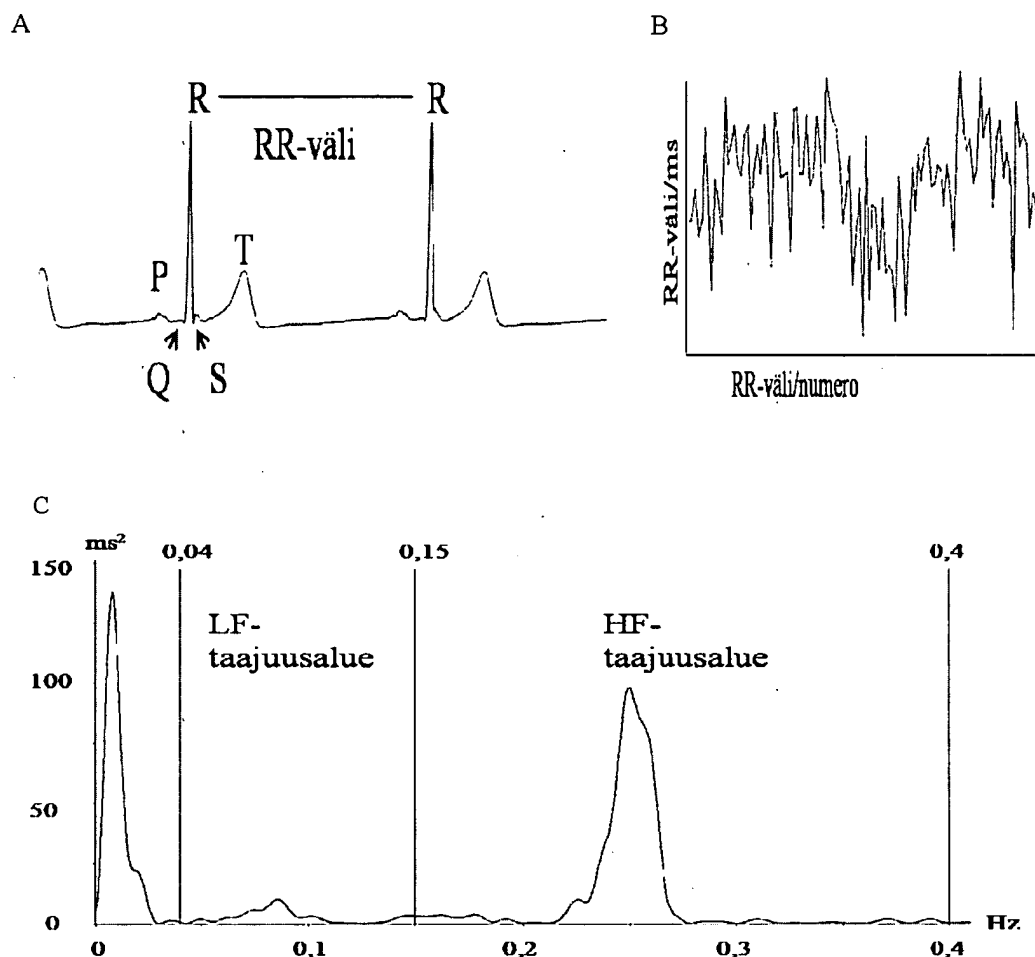 A
R R
RR-väli
P T
Q S
B
RR-väli/ms
RR-väli/numero
C
ms² 0,04 0,15 0,4
150
LF-
taajuusalue
HF-
taajuusalue
100
50
0
Hz
0 0,1 0,2 0,3 0,4